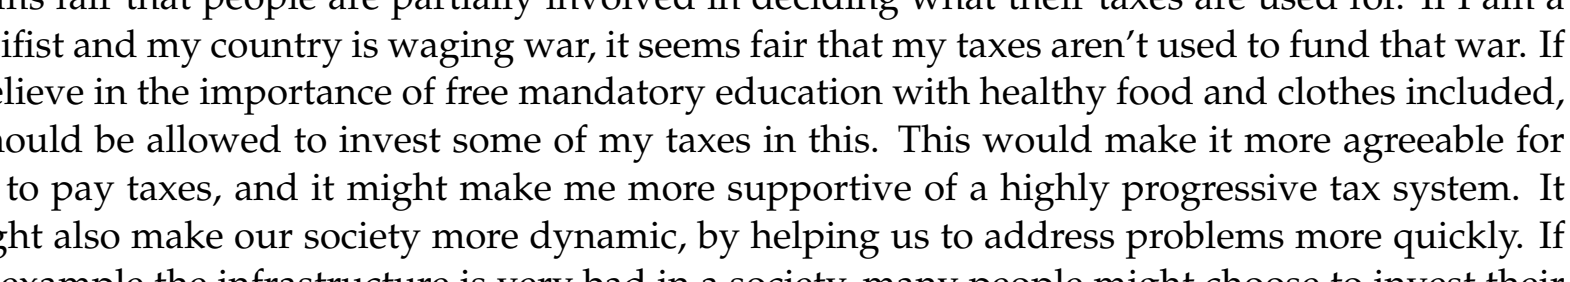 ms fair that people are partially involved in deciding what their taxes are used for. If I am a
ifist and my country is waging war, it seems fair that my taxes aren't used to fund that war. If
elieve in the importance of free mandatory education with healthy food and clothes included,
hould be allowed to invest some of my taxes in this. This would make it more agreeable for
to pay taxes, and it might make me more supportive of a highly progressive tax system. It
ght also make our society more dynamic, by helping us to address problems more quickly. If
example the infrastructure is very bad in a society, many people might choose to invest their